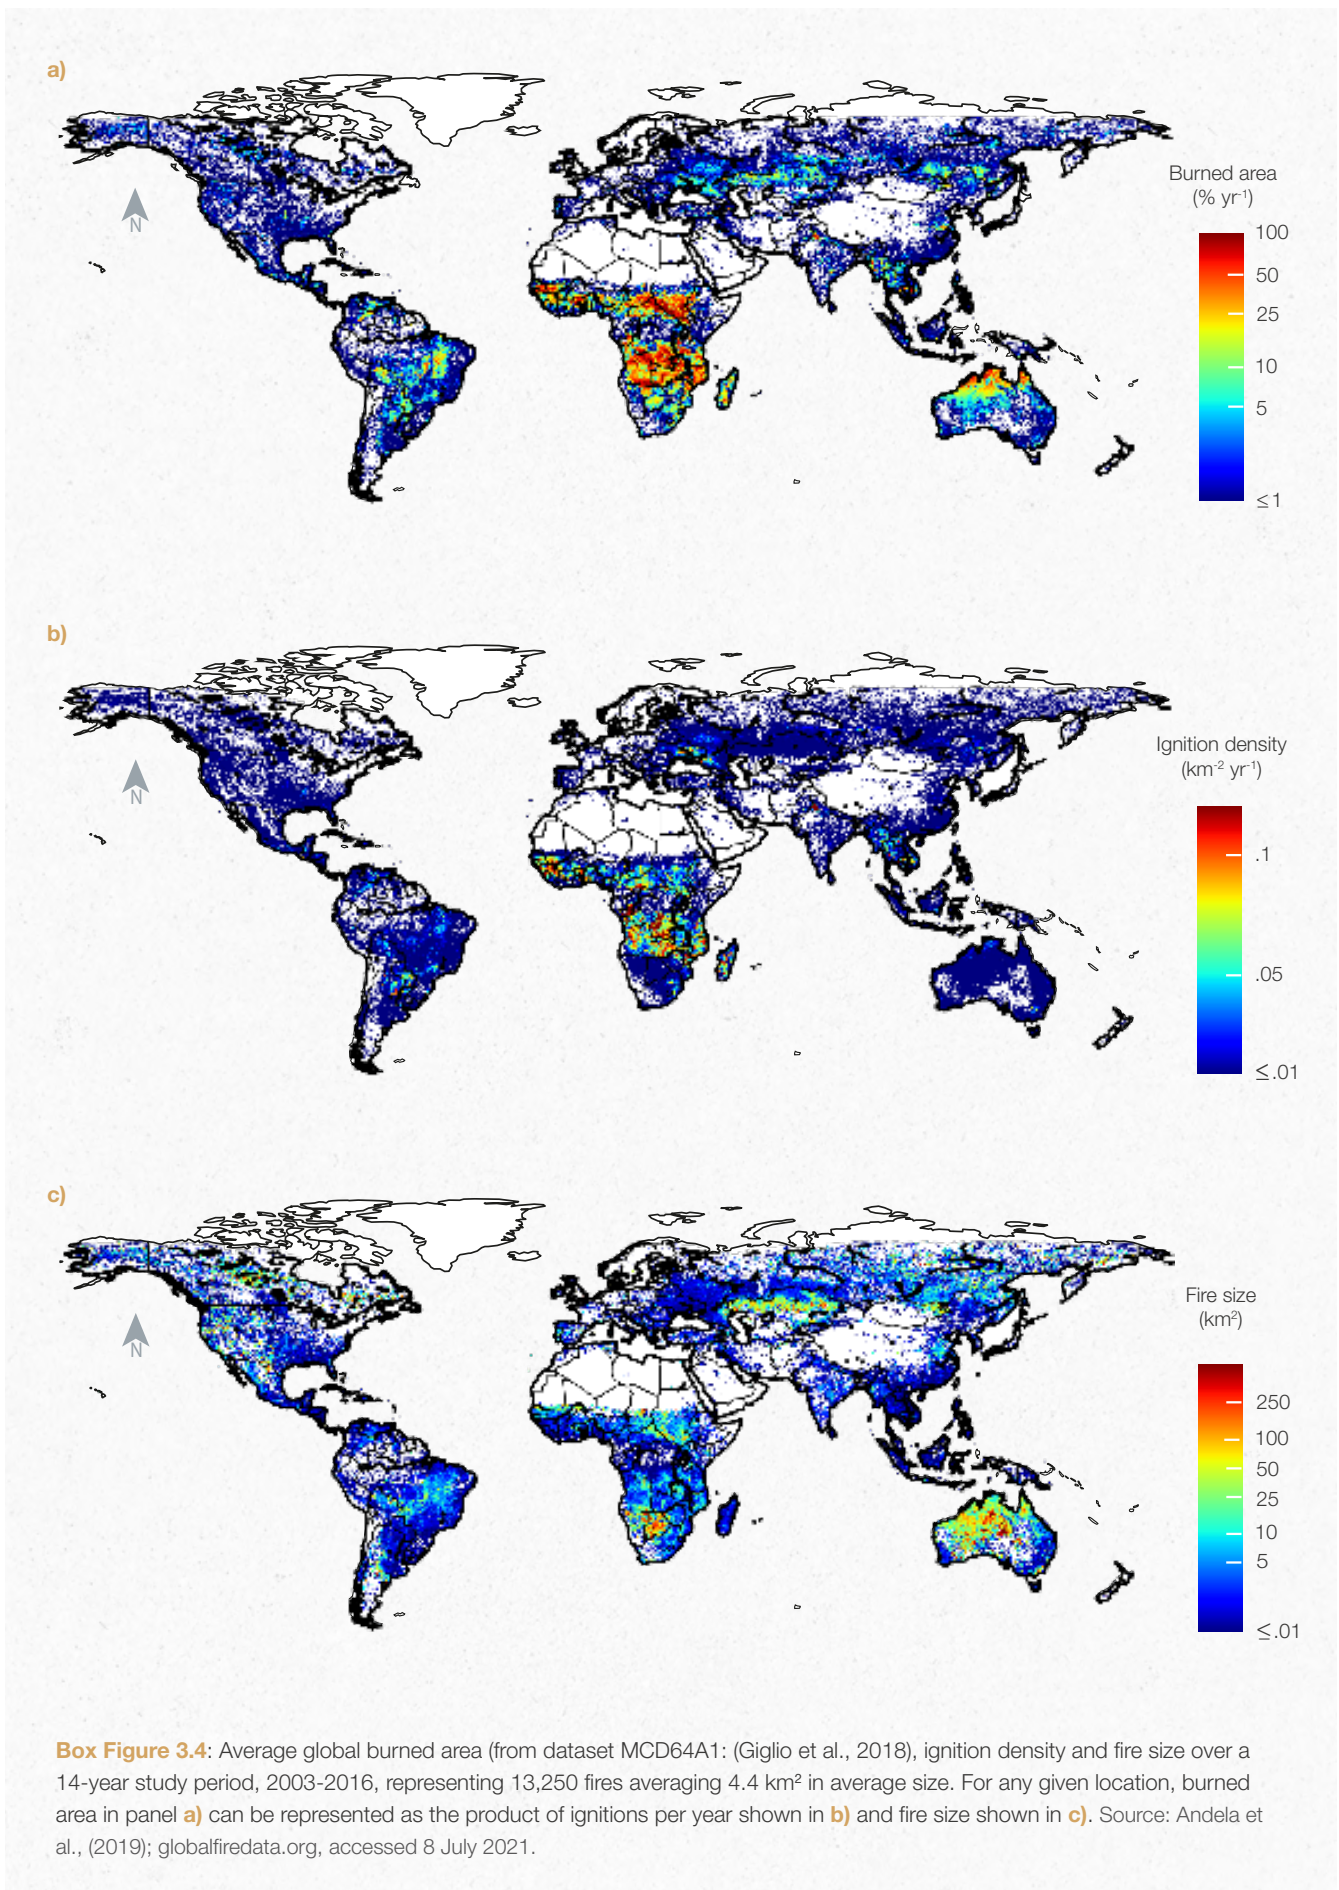 a)
N
Burned area
(% yr-1)
100
50
25
10
5
≤1
b)
N
Ignition density
(km-2 yr-1)
.1
.05
≤.01
c)
N
Fire size
(km2)
250
100
50
25
10
5
≤.01
Box Figure 3.4: Average global burned area (from dataset MCD64A1: (Giglio et al., 2018), ignition density and fire size over a
14-year study period, 2003-2016, representing 13,250 fires averaging 4.4 km² in average size. For any given location, burned
area in panel a) can be represented as the product of ignitions per year shown in b) and fire size shown in c). Source: Andela et
al., (2019); globalfiredata.org, accessed 8 July 2021.